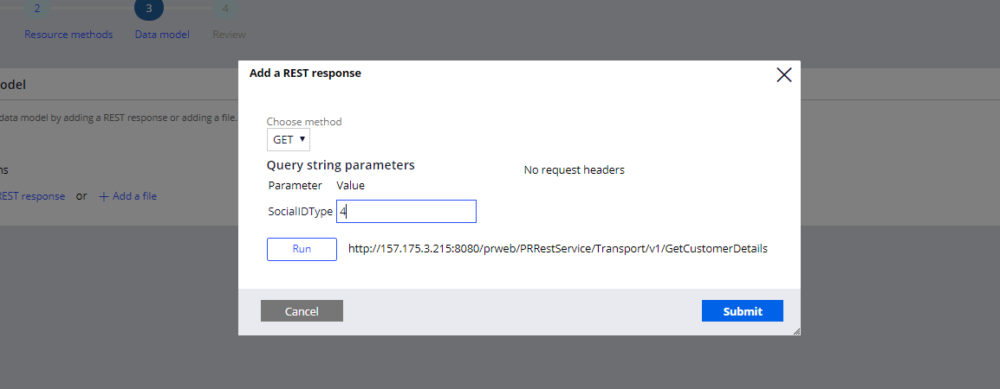 2 3 4
Resource methods Data model Review
odel
data model by adding a REST response or adding a file.
ns
REST response or + Add a file
Add a REST response
Choose method
GET
Query string parameters
No request headers
Parameter Value
SocialIDType 4
Run http://157.175.3.215:8080/prweb/PRRestService/Transport/v1/GetCustomerDetails
Cancel Submit